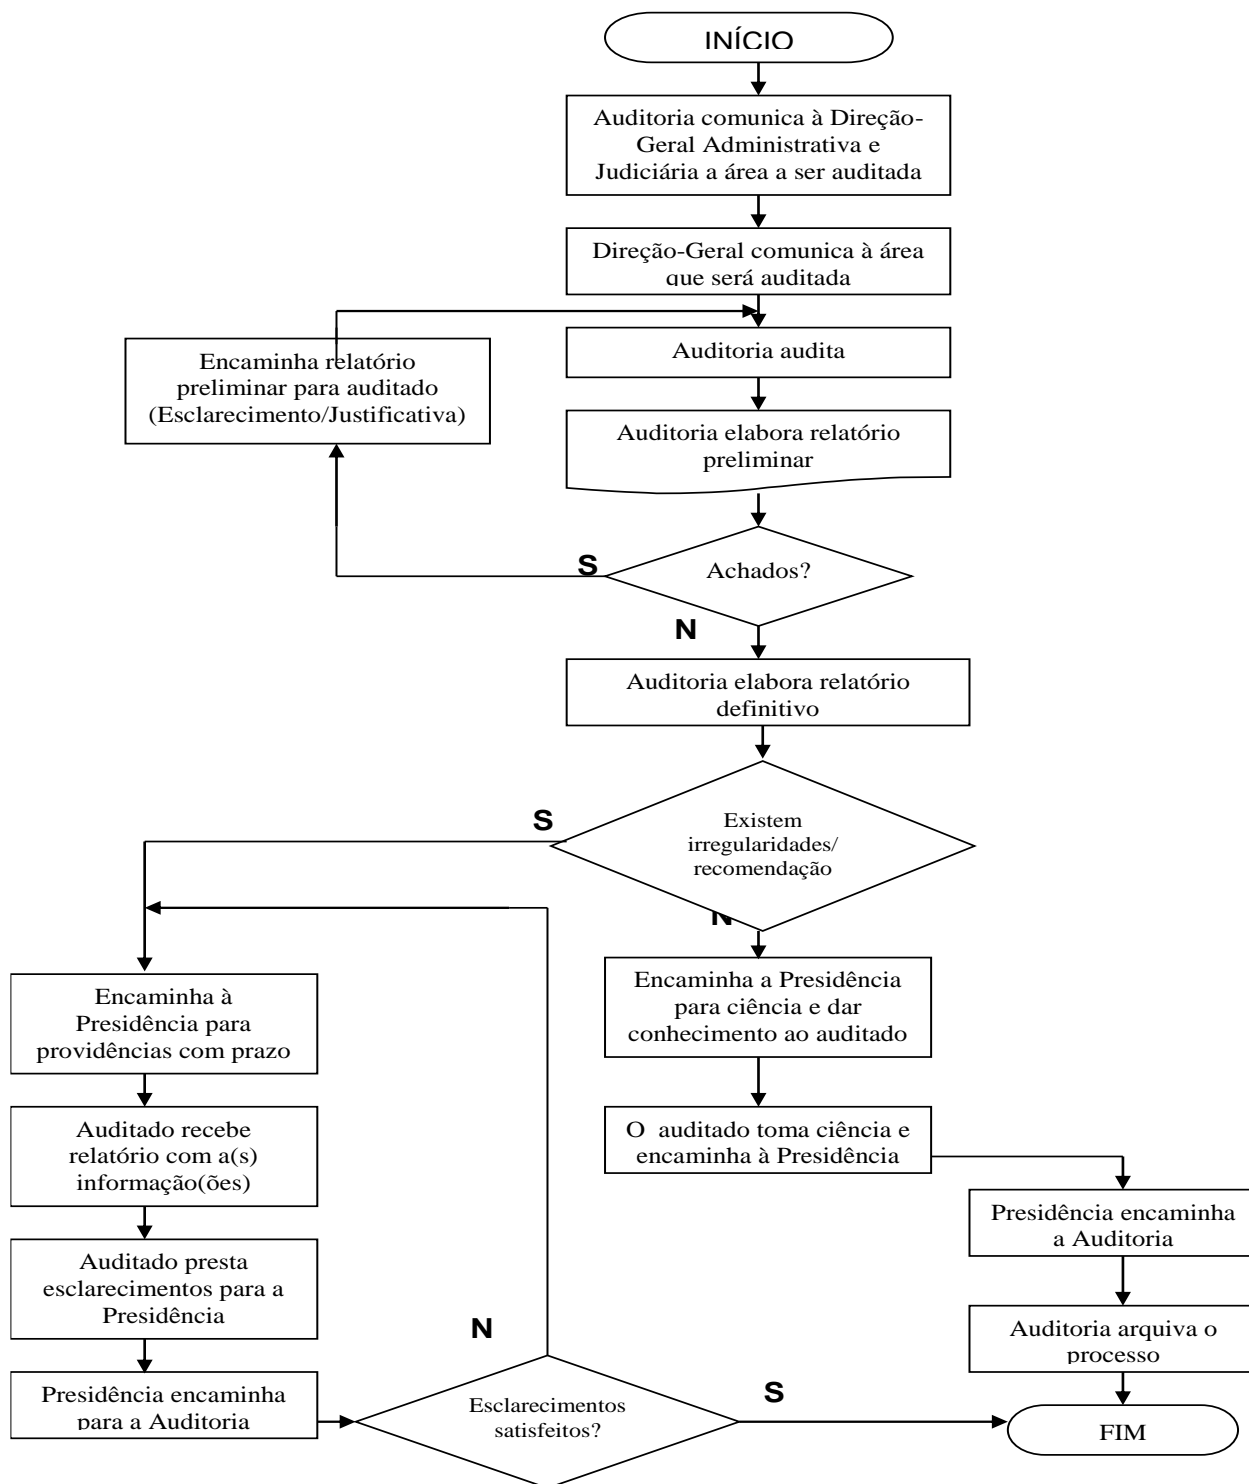 INÍCIO
Auditoria comunica à Direção-
Geral Administrativa e
Judiciária a área a ser auditada
Direção-Geral comunica à área
que será auditada
Auditoria audita
Encaminha relatório
preliminar para auditado
(Esclarecimento/Justificativa)
Auditoria elabora relatório
preliminar
Achados?
S
N
Auditoria elabora relatório
definitivo
Existem
irregularidades/
recomendação
S
N
Encaminha a Presidência
para ciência e dar
conhecimento ao auditado
O auditado toma ciência e
encaminha à Presidência
Presidência encaminha
a Auditoria
Auditoria arquiva o
processo
Encaminha à
Presidência para
providências com prazo
Auditado recebe
relatório com a(s)
informação(ões)
Auditado presta
esclarecimentos para a
Presidência
Presidência encaminha
para a Auditoria
Esclarecimentos
satisfeitos?
N
S
FIM